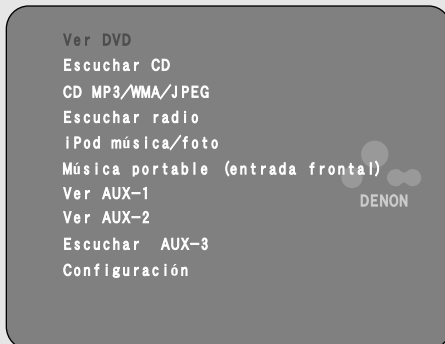 Ver DVD
Escuchar CD
CD MP3/WMA/JPEG
Escuchar radio
iPod música/foto
Música portable (entrada frontal)
Ver AUX-1
DENON
Ver AUX-2
Escuchar AUX-3
Configuración